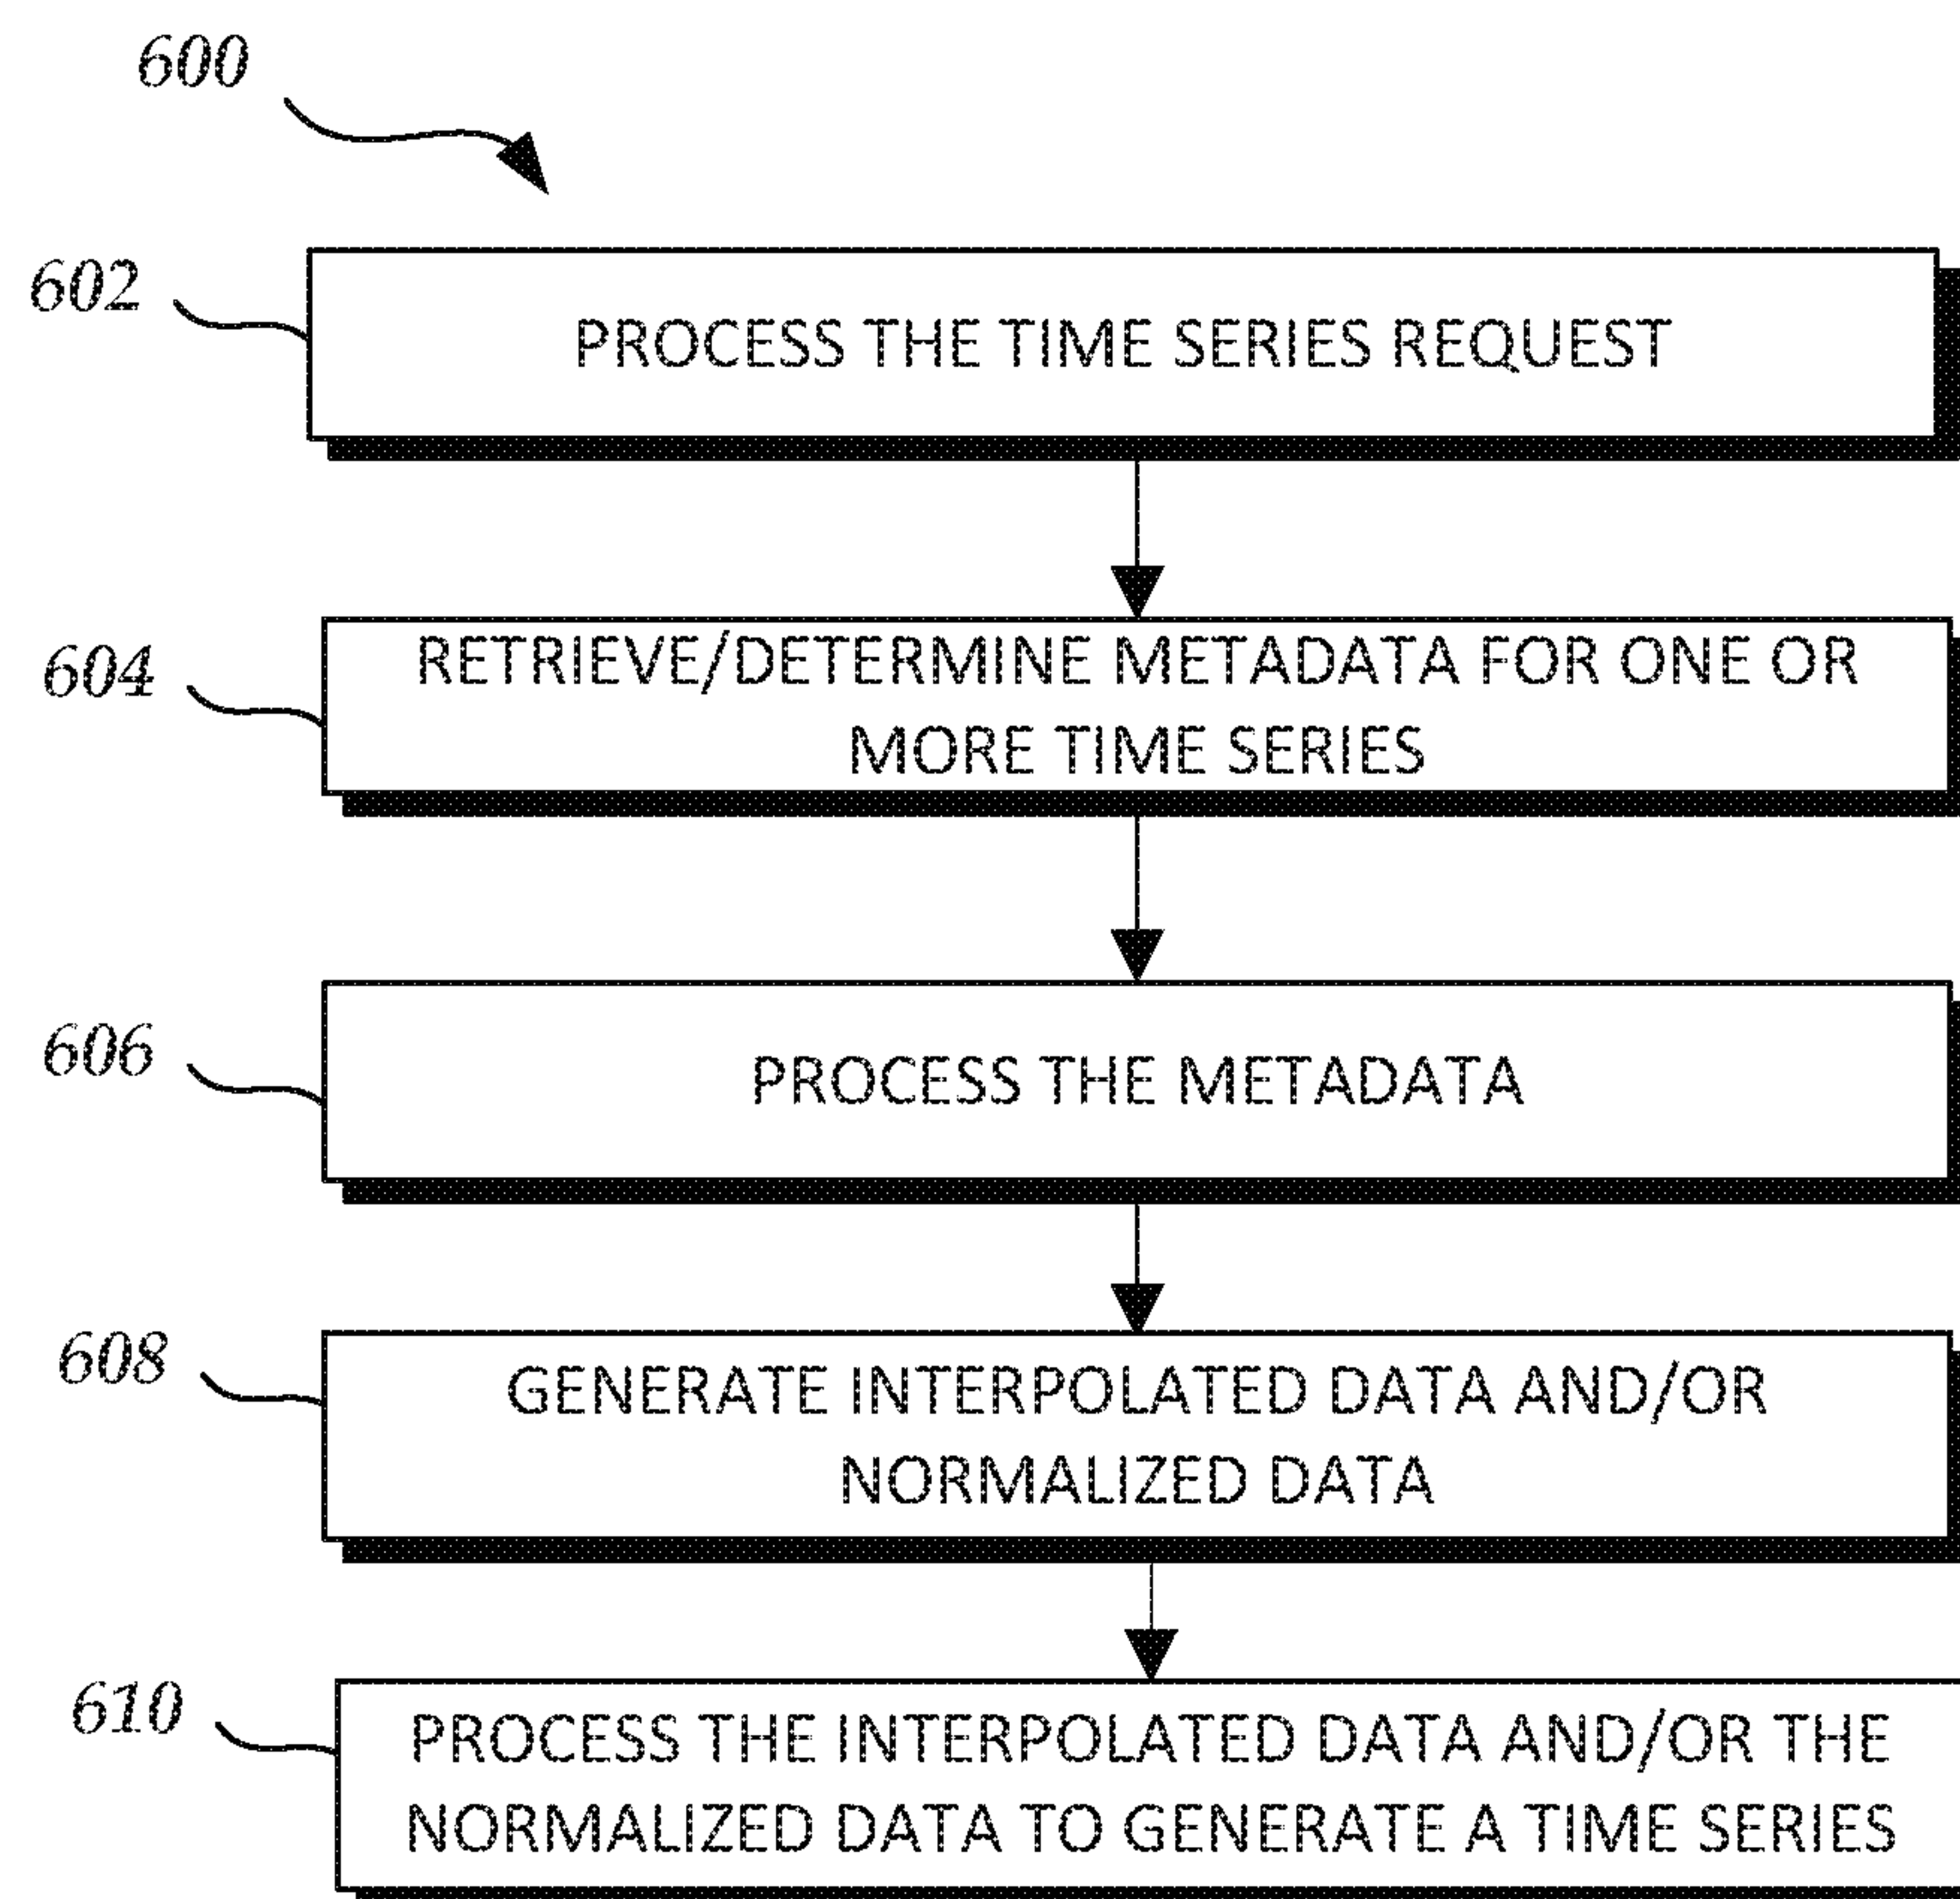 600
602
PROCESS THE TIME SERIES REQUEST
604
RETRIEVE/DETERMINE METADATA FOR ONE OR
MORE TIME SERIES
606
PROCESS THE METADATA
608
GENERATE INTERPOLATED DATA AND/OR
NORMALIZED DATA
610
PROCESS THE INTERPOLATED DATA AND/OR THE
NORMALIZED DATA TO GENERATE A TIME SERIES